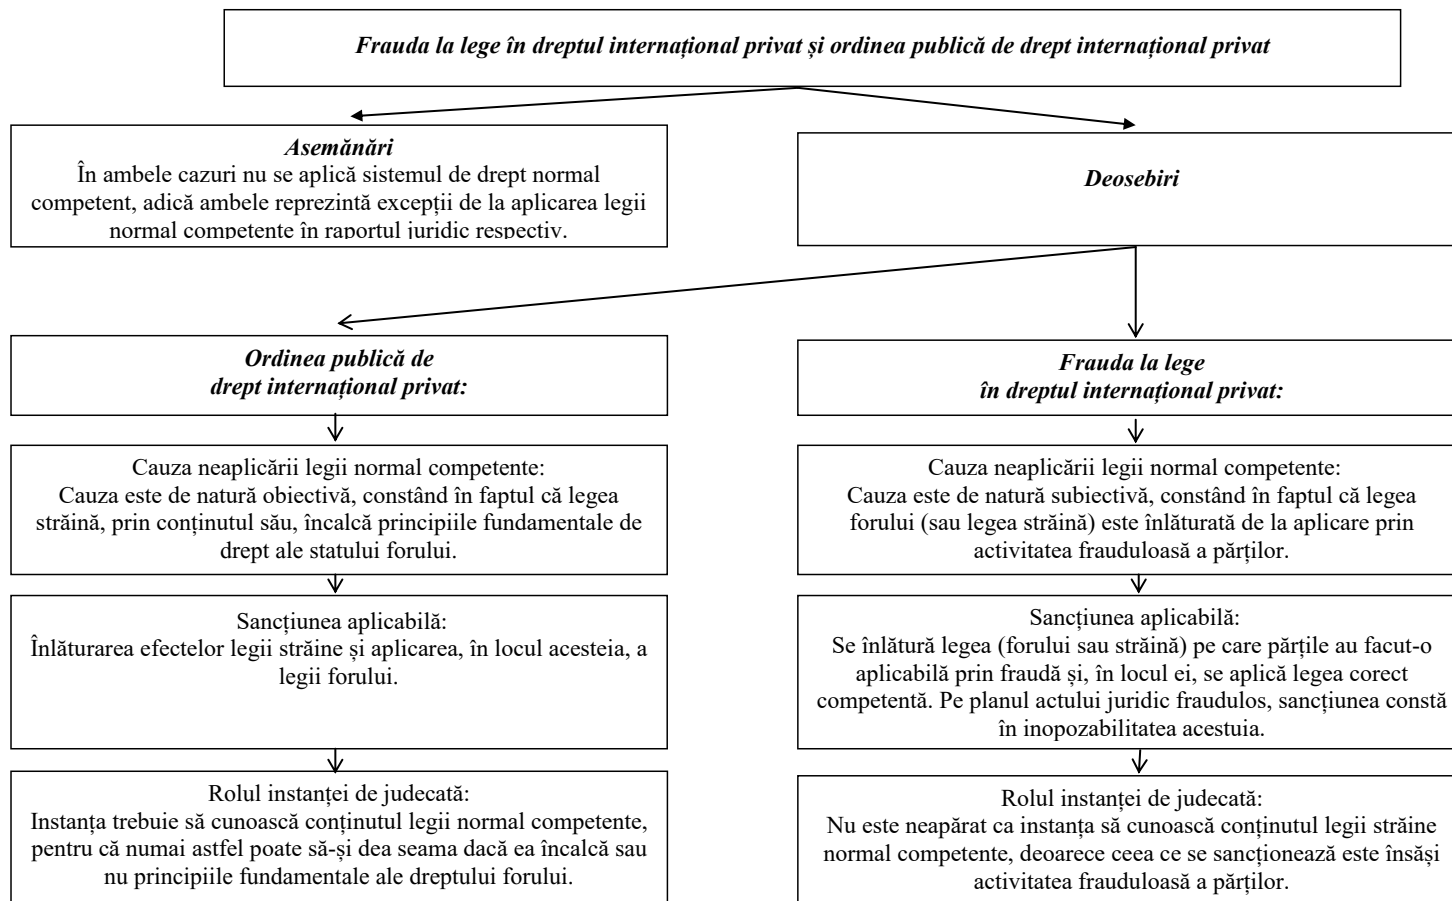 Frauda la lege în dreptul internațional privat și ordinea publică de drept internațional privat
Asemănări
În ambele cazuri nu se aplică sistemul de drept normal
competent, adică ambele reprezintă excepții de la aplicarea legii
normal competente în raportul juridic respectiv.
Deosebiri
Ordinea publică de
drept internațional privat:
Cauza neaplicării legii normal competente:
Cauza este de natură obiectivă, constând în faptul că legea
străină, prin conținutul său, încalcă principiile fundamentale de
drept ale statului forului.
Sancțiunea aplicabilă:
Înlăturarea efectelor legii străine și aplicarea, în locul acesteia, a
legii forului.
Rolul instanței de judecată:
Instanța trebuie să cunoască conținutul legii normal competente,
pentru că numai astfel poate să-și dea seama dacă ea încalcă sau
nu principiile fundamentale ale dreptului forului.
Frauda la lege
în dreptul internațional privat:
Cauza neaplicării legii normal competente:
Cauza este de natură subiectivă, constând în faptul că legea
forului (sau legea străină) este înlăturată de la aplicare prin
activitatea frauduloasă a părților.
Sancțiunea aplicabilă:
Se înlătură legea (forului sau străină) pe care părțile au facut-o
aplicabilă prin fraudă și, în locul ei, se aplică legea corect
competentă. Pe planul actului juridic fraudulos, sancțiunea constă
în inopozabilitatea acestuia.
Rolul instanței de judecată:
Nu este neapărat ca instanța să cunoască conținutul legii străine
normal competente, deoarece ceea ce se sancționează este însăși
activitatea frauduloasă a părților.